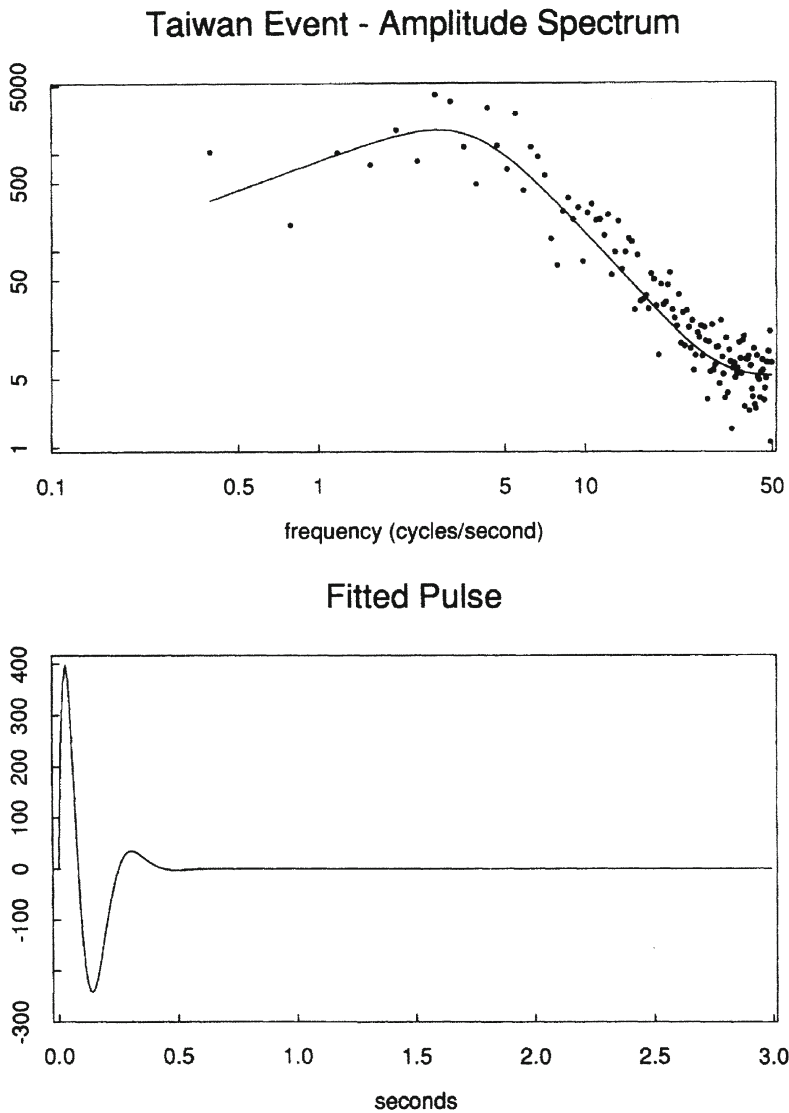 Taiwan Event - Amplitude Spectrum
5000
500
50
5
1
0.1 0.5 1 5 10 50
frequency (cycles/second)
Fitted Pulse
400
300
200
100
0
-100
-300
0.0 0.5 1.0 1.5 2.0 2.5 3.0
seconds